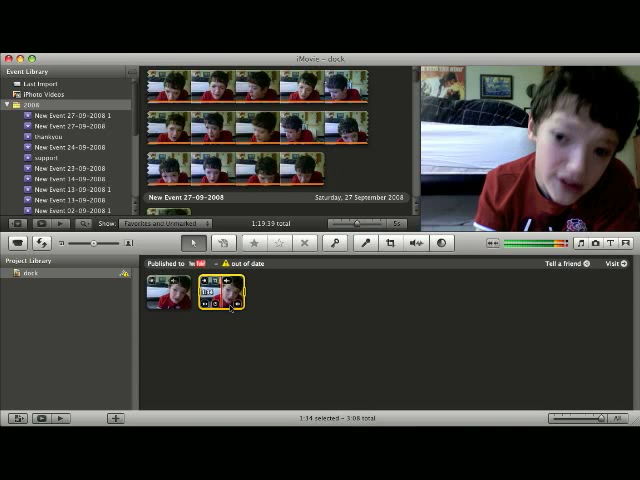 iMovie – dock
Event Library
Last Import
iPhoto Videos
2008
New Event 27-09-2008 1
New Event 27-09-2008
thankyou
New Event 24-09-2008
support
New Event 23-09-2008
New Event 14-09-2008
New Event 13-09-2008 1
New Event 13-09-2008
New Event 02-09-2008 1
New Event 27-09-2008
Saturday, 27 September 2008
Show:
Favorites and Unmarked
1:19:39 total
5s
Project Library
dock
Published to
out of date
Tell a friend
Visit
1:34 selected – 3:08 total
All